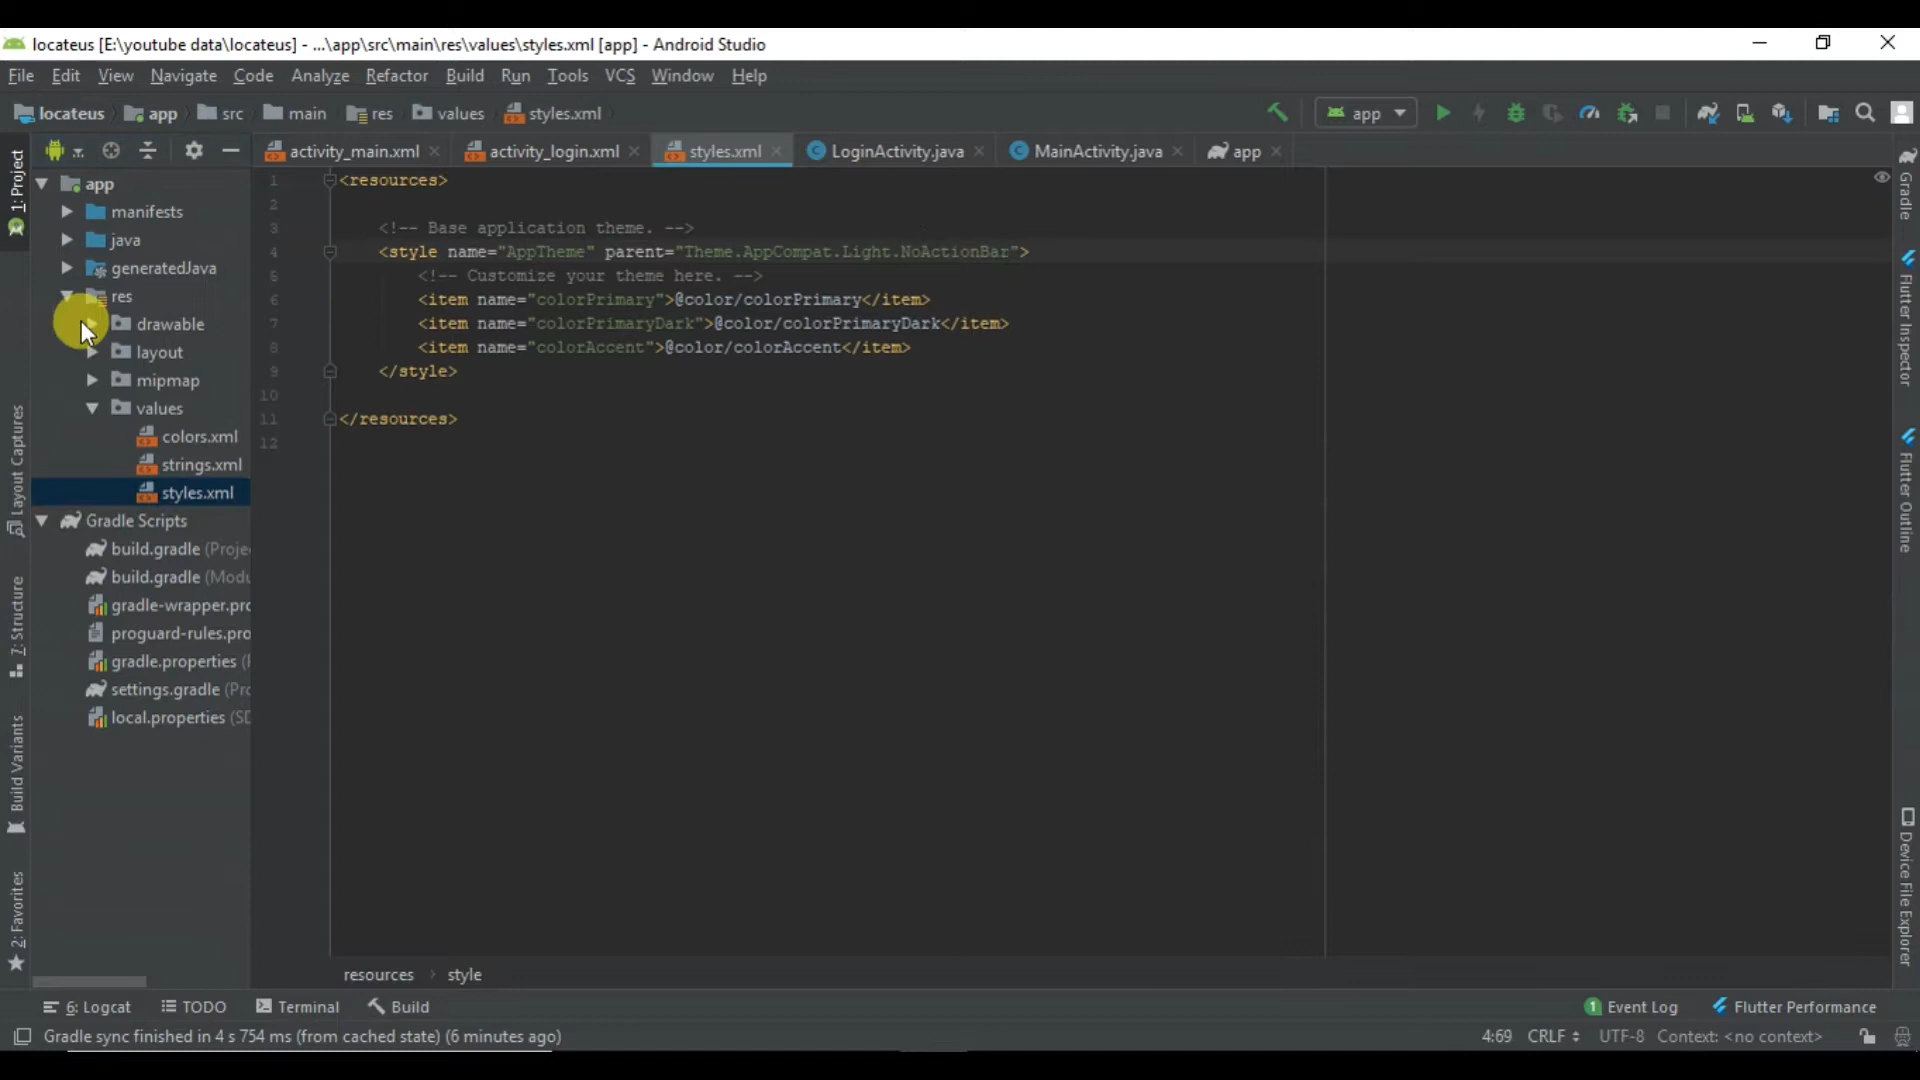 locateus [E:\youtube data\locateus] - ...\app\src\main\res\values\styles.xml [app] - Android Studio
File Edit View Navigate Code Analyze Refactor Build Run Tools VCS Window Help
locateus app src main res values styles.xml app
activity_main.xml activity_login.xml styles.xml LoginActivity.java MainActivity.java app
1: Project
Layout Captures
7: Structure
Build Variants
2: Favorites
app
manifests
java
generatedJava
res
drawable
layout
mipmap
values
colors.xml
strings.xml
styles.xml
Gradle Scripts
build.gradle (Proje
build.gradle (Modu
gradle-wrapper.pro
proguard-rules.pro
gradle.properties (
settings.gradle (Pro
local.properties (SD
1 <resources>
2
3 <!-- Base application theme. -->
4 <style name="AppTheme" parent="Theme.AppCompat.Light.NoActionBar">
5 <!-- Customize your theme here. -->
6 <item name="colorPrimary">@color/colorPrimary</item>
7 <item name="colorPrimaryDark">@color/colorPrimaryDark</item>
8 <item name="colorAccent">@color/colorAccent</item>
9 </style>
10
11 </resources>
12
resources › style
Gradle
Flutter Inspector
Flutter Outline
Device File Explorer
6: Logcat TODO Terminal Build 1 Event Log Flutter Performance
Gradle sync finished in 4 s 754 ms (from cached state) (6 minutes ago) 4:69 CRLF UTF-8 Context: <no context>